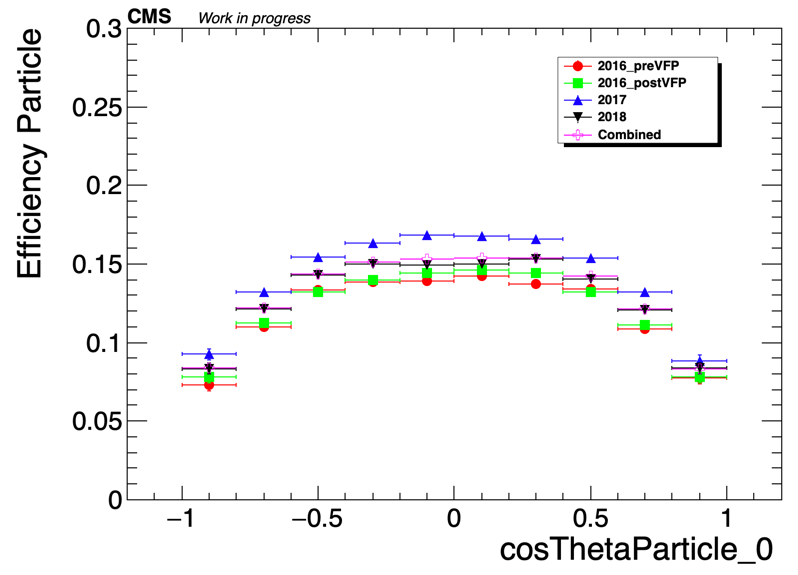 CMS Work in progress
Efficiency Particle
0.3
0.25
0.2
0.15
0.1
0.05
0
2016_preVFP
2016_postVFP
2017
2018
Combined
−1 −0.5 0 0.5 1
cosThetaParticle_0